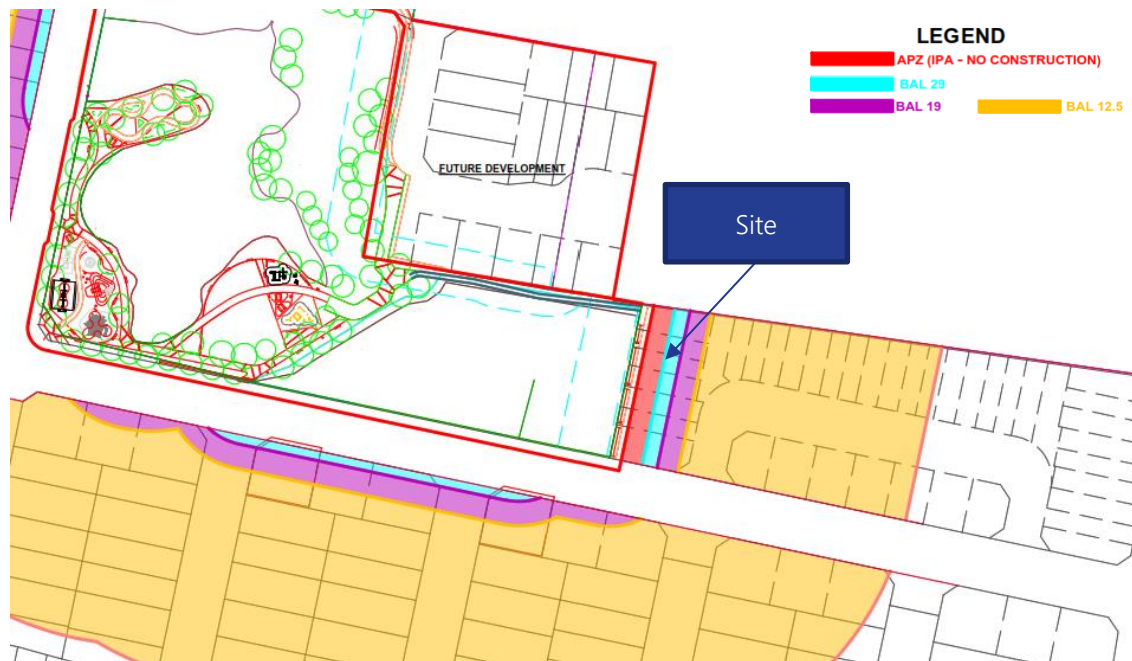 LEGEND
APZ (IPA - NO CONSTRUCTION)
BAL 29
BAL 19
BAL 12.5
FUTURE DEVELOPMENT
Site